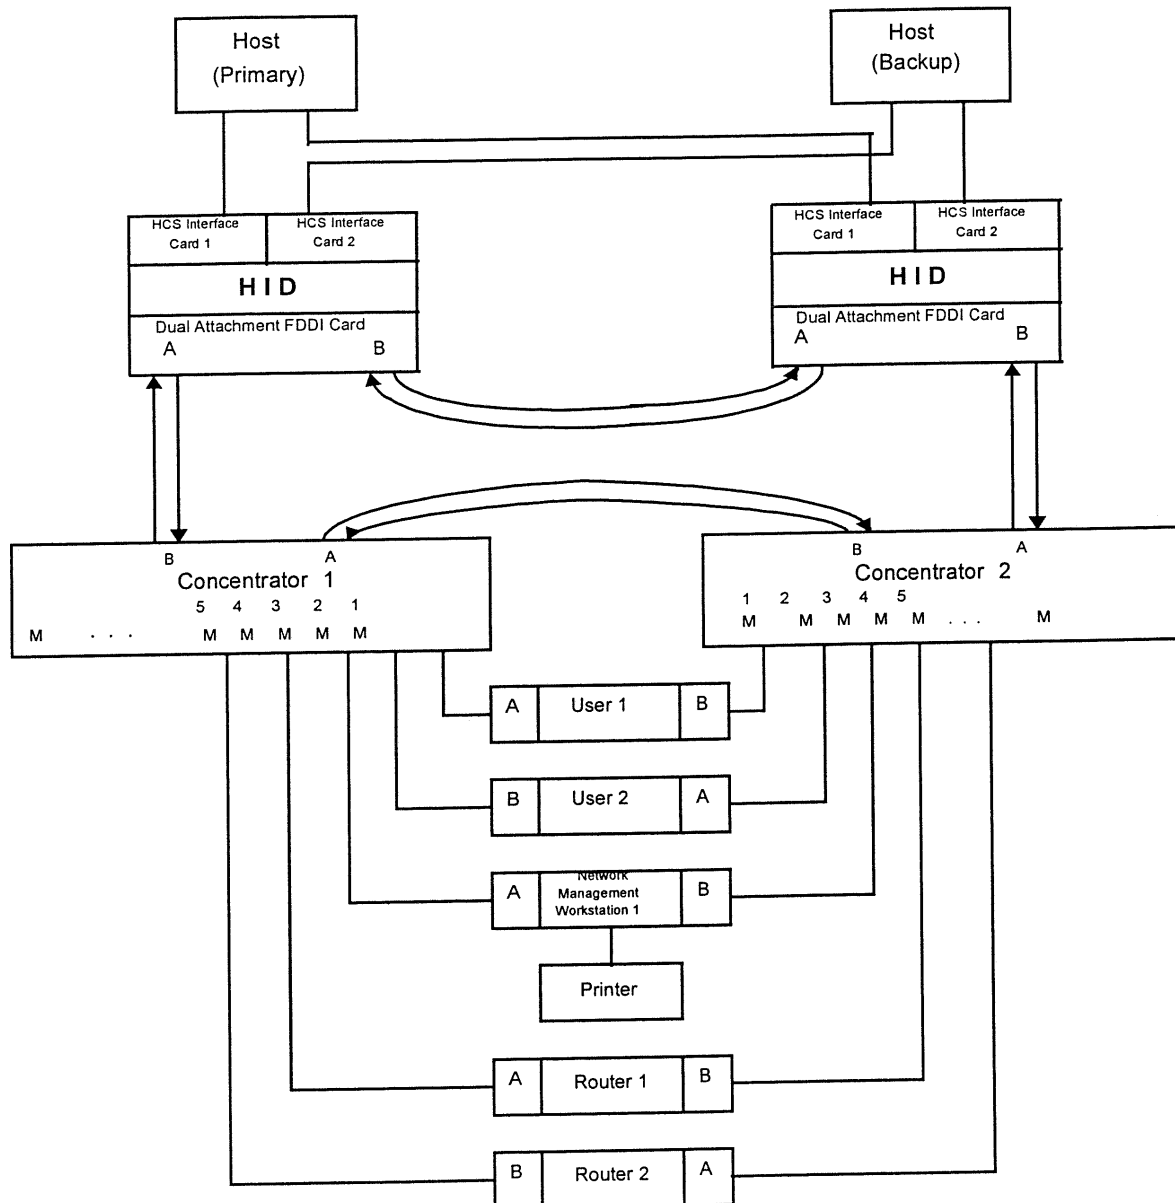 Host
(Primary)
Host
(Backup)
HCS Interface
Card 1
HCS Interface
Card 2
HID
Dual Attachment FDDI Card
A B
HCS Interface
Card 1
HCS Interface
Card 2
HID
Dual Attachment FDDI Card
A B
B A
Concentrator 1
5 4 3 2 1
M . . . M M M M M
B A
Concentrator 2
1 2 3 4 5
M M M M M . . . M
A User 1 B
B User 2 A
A
Network
Management
Workstation 1
B
Printer
A Router 1 B
B Router 2 A